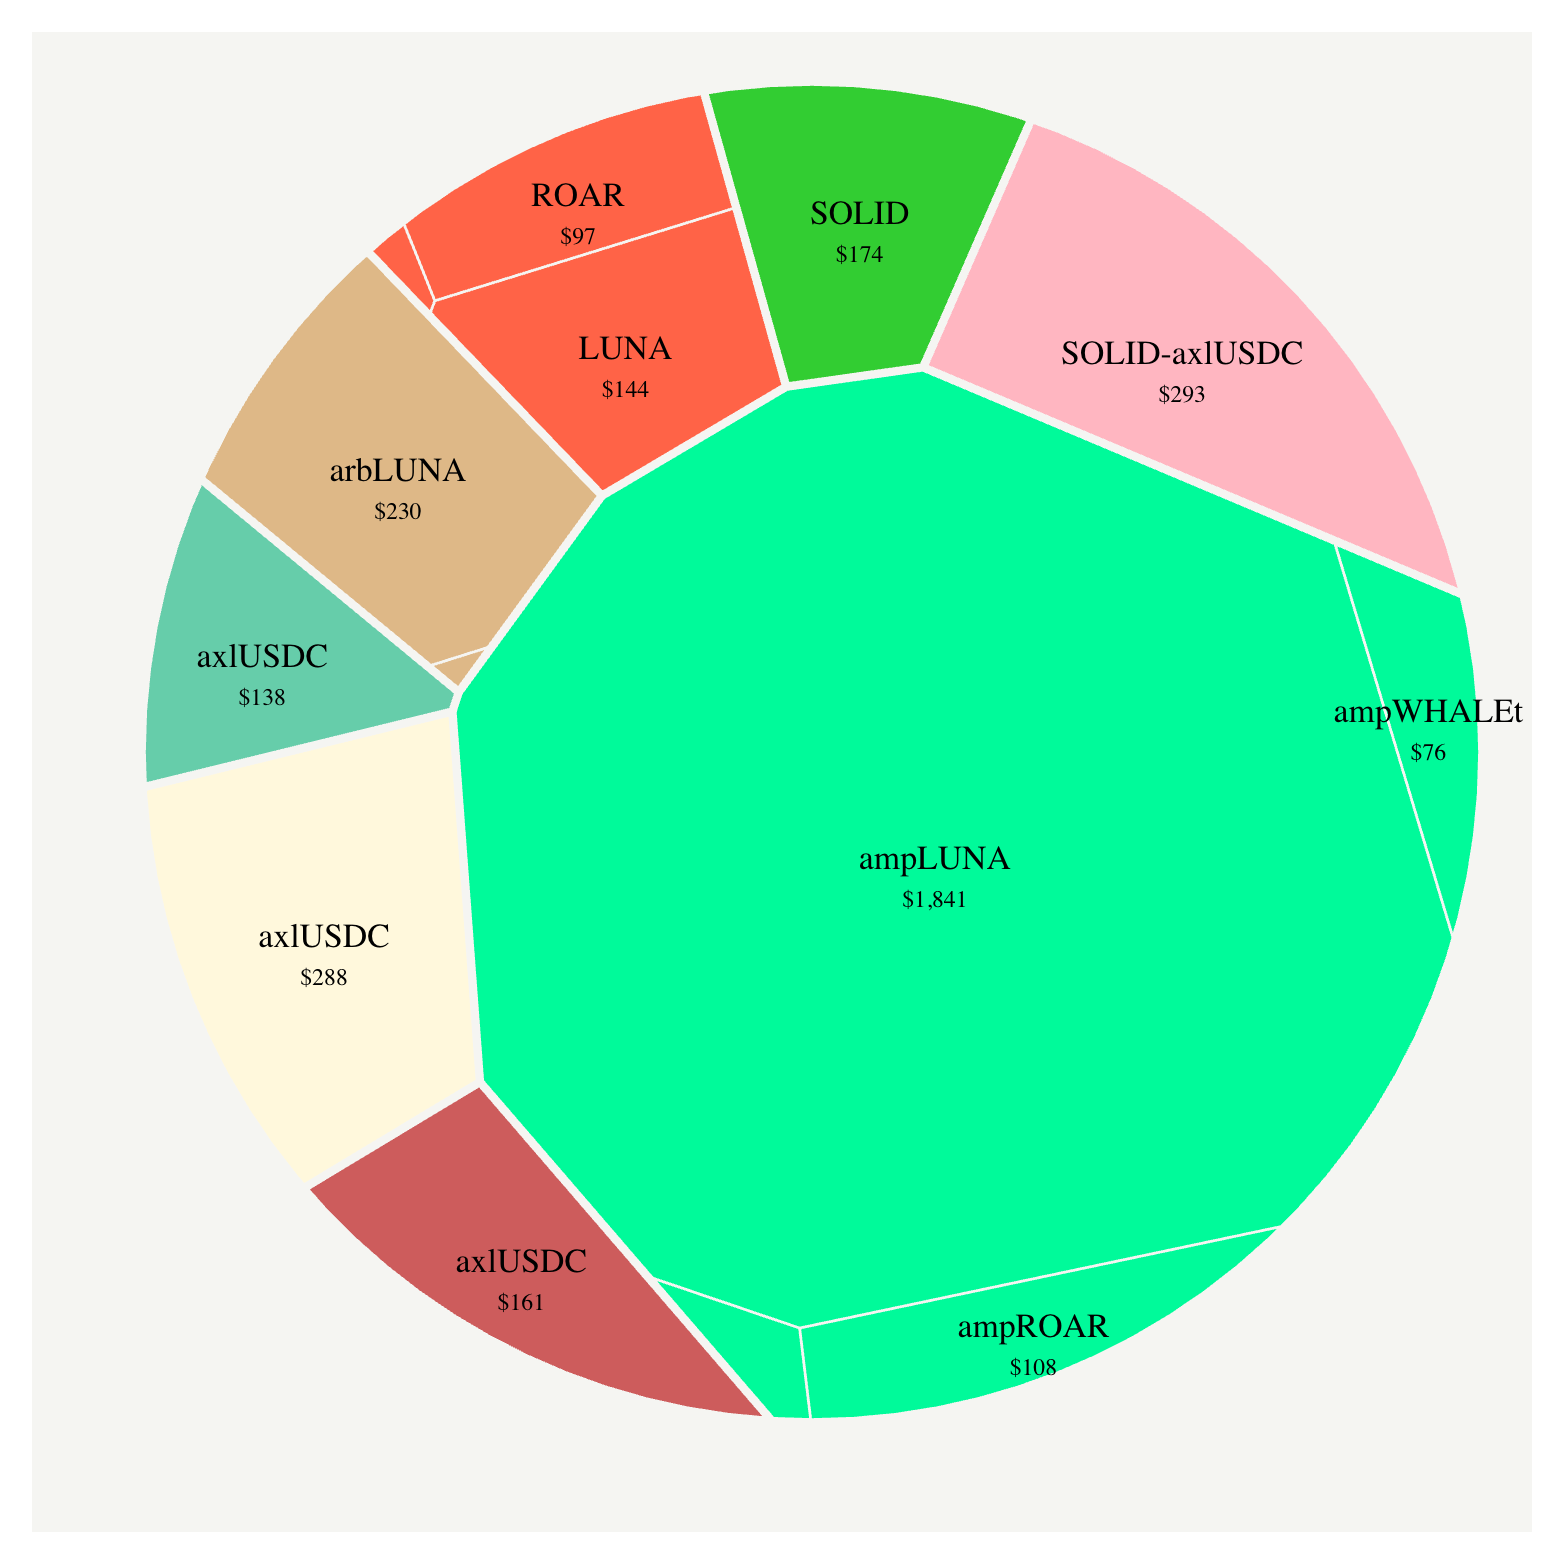 ROAR
$97
SOLID
$174
LUNA
$144
SOLID-axlUSDC
$293
arbLUNA
$230
axlUSDC
$138
ampWHALEt
$76
ampLUNA
$1,841
axlUSDC
$288
axlUSDC
$161
ampROAR
$108